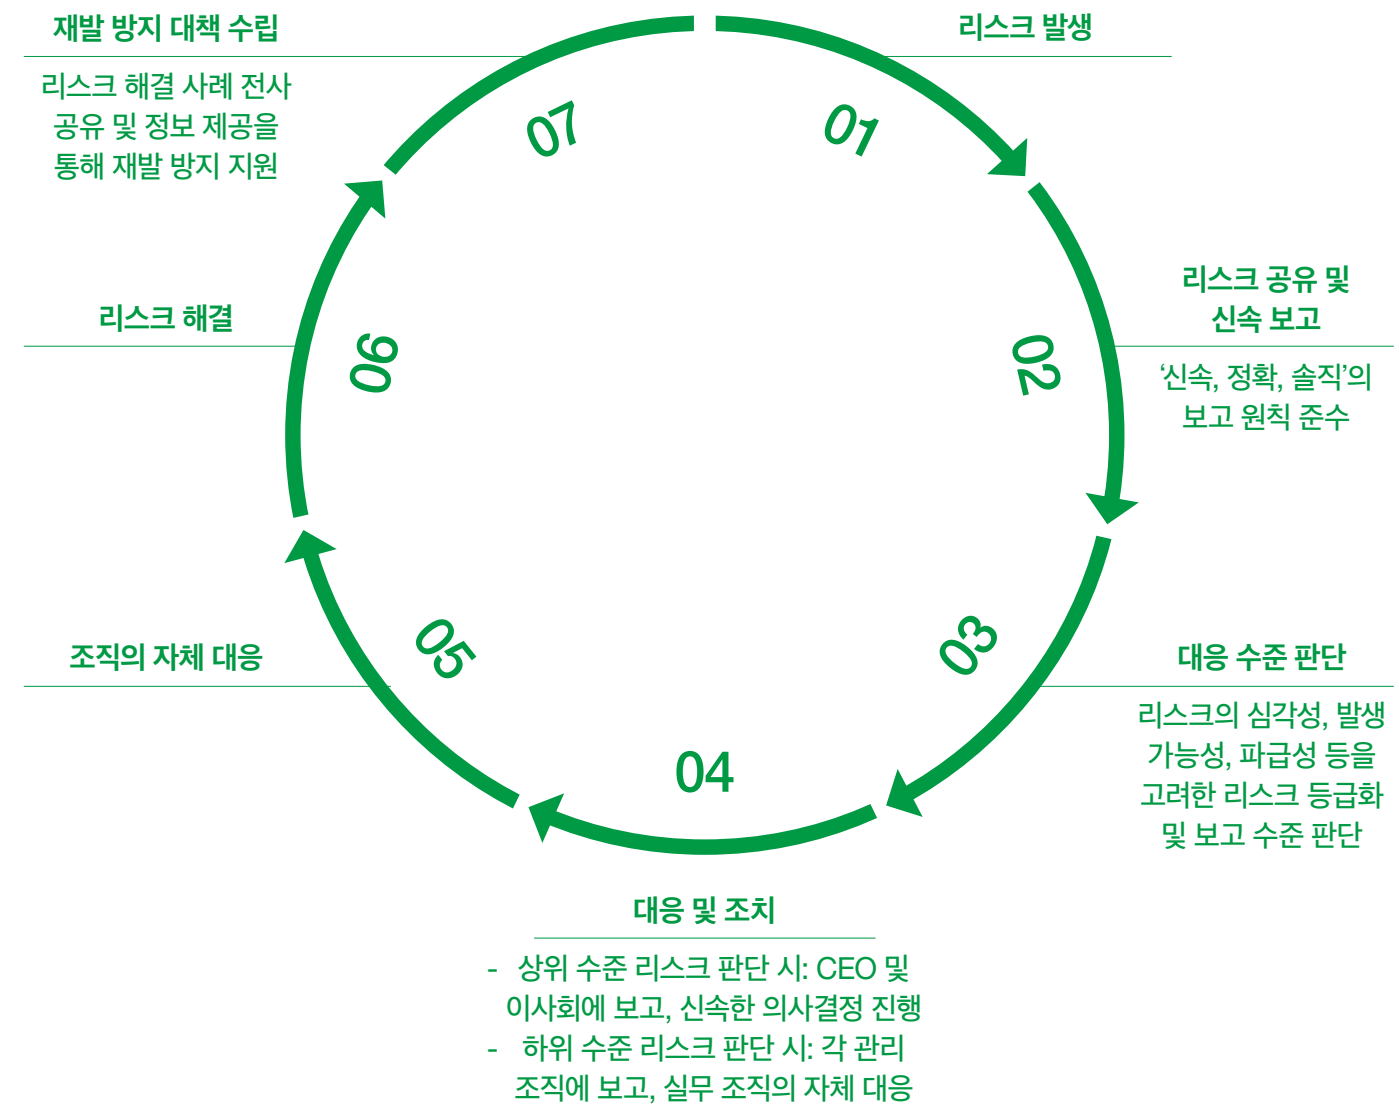 01
리스크 발생
02
리스크 공유 및
신속 보고
‘신속, 정확, 솔직’의
보고 원칙 준수
03
대응 수준 판단
리스크의 심각성, 발생
가능성, 파급성 등을
고려한 리스크 등급화
및 보고 수준 판단
04
대응 및 조치
- 상위 수준 리스크 판단 시: CEO 및
이사회에 보고, 신속한 의사결정 진행
- 하위 수준 리스크 판단 시: 각 관리
조직에 보고, 실무 조직의 자체 대응
05
조직의 자체 대응
06
리스크 해결
07
재발 방지 대책 수립
리스크 해결 사례 전사
공유 및 정보 제공을
통해 재발 방지 지원